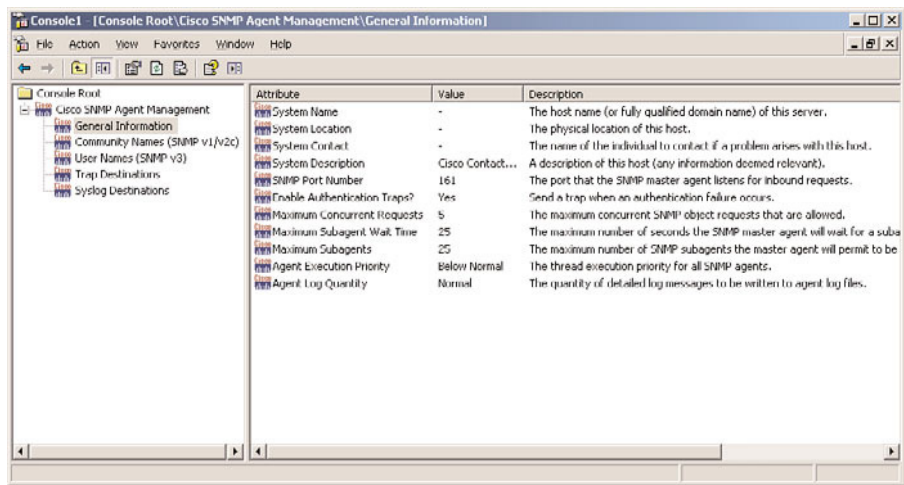 Console1 - [Console Root\Cisco SNMP Agent Management\General Information]
File Action View Favorites Window Help
Console Root
Cisco SNMP Agent Management
General Information
Community Names (SNMP v1/v2c)
User Names (SNMP v3)
Trap Destinations
Syslog Destinations
Attribute Value Description
System Name - The host name (or fully qualified domain name) of this server.
System Location - The physical location of this host.
System Contact - The name of the individual to contact if a problem arises with this host.
System Description Cisco Contact... A description of this host (any information deemed relevant).
SNMP Port Number 161 The port that the SNMP master agent listens for inbound requests.
Enable Authentication Traps? Yes Send a trap when an authentication failure occurs.
Maximum Concurrent Requests 5 The maximum concurrent SNMP object requests that are allowed.
Maximum Subagent Wait Time 25 The maximum number of seconds the SNMP master agent will wait for a suba
Maximum Subagents 25 The maximum number of SNMP subagents the master agent will permit to be
Agent Execution Priority Below Normal The thread execution priority for all SNMP agents.
Agent Log Quantity Normal The quantity of detailed log messages to be written to agent log files.